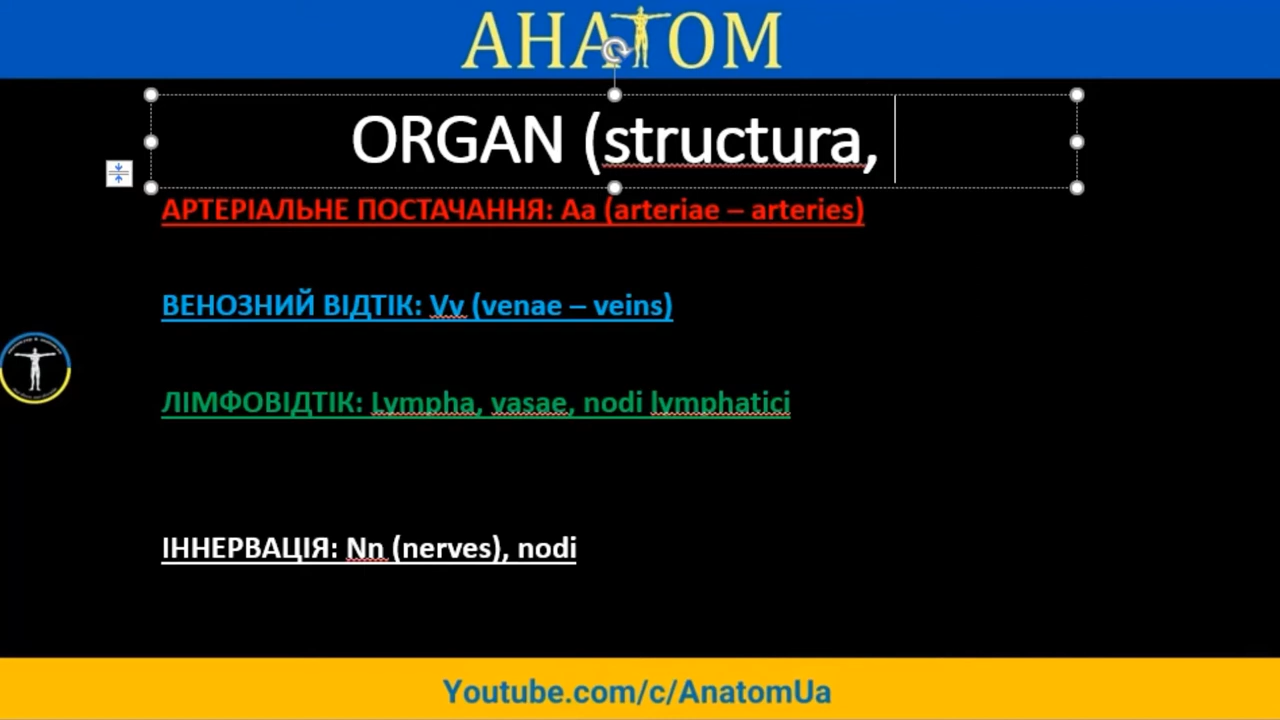 АНАТОМ
ORGAN (structura,
АРТЕРІАЛЬНЕ ПОСТАЧАННЯ: Aa (arteriae – arteries)
ВЕНОЗНИЙ ВІДТІК: Vv (venae – veins)
ЛІМФОВІДТІК: Lympha, vasae, nodi lymphatici
ІННЕРВАЦІЯ: Nn (nerves), nodi
Youtube.com/c/AnatomUa